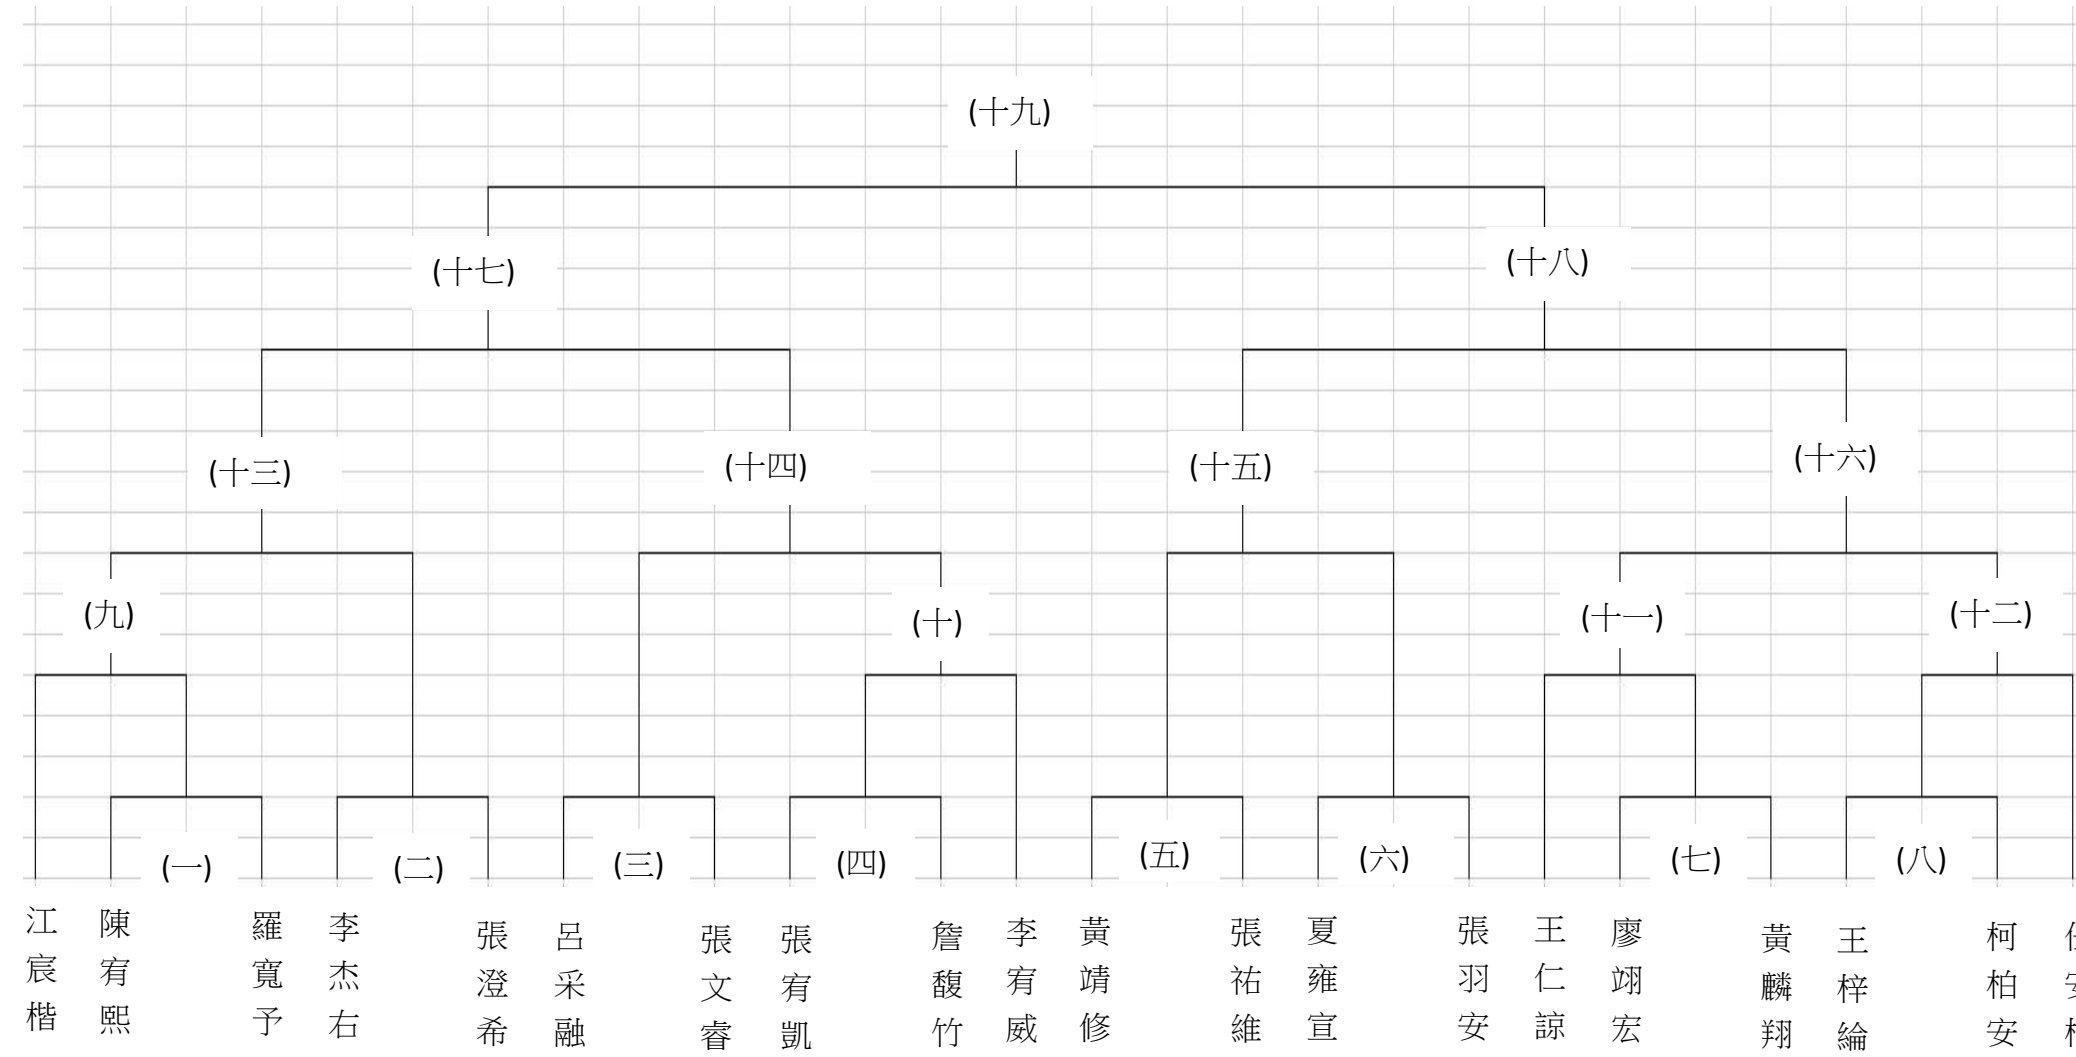 (十九)
(十七)
(十八)
(十三)
(十四)
(十五)
(十六)
(九)
(十)
(十一)
(十二)
(一)
(二)
(三)
(四)
(五)
(六)
(七)
(八)
江宸楷
陳宥熙
羅寬予
李杰右
張澄希
呂采融
張文睿
張宥凱
詹馥竹
李宥威
黃靖修
張祐維
夏雍宣
張羽安
王仁諒
廖翊宏
黃麟翔
王梓綸
柯柏安